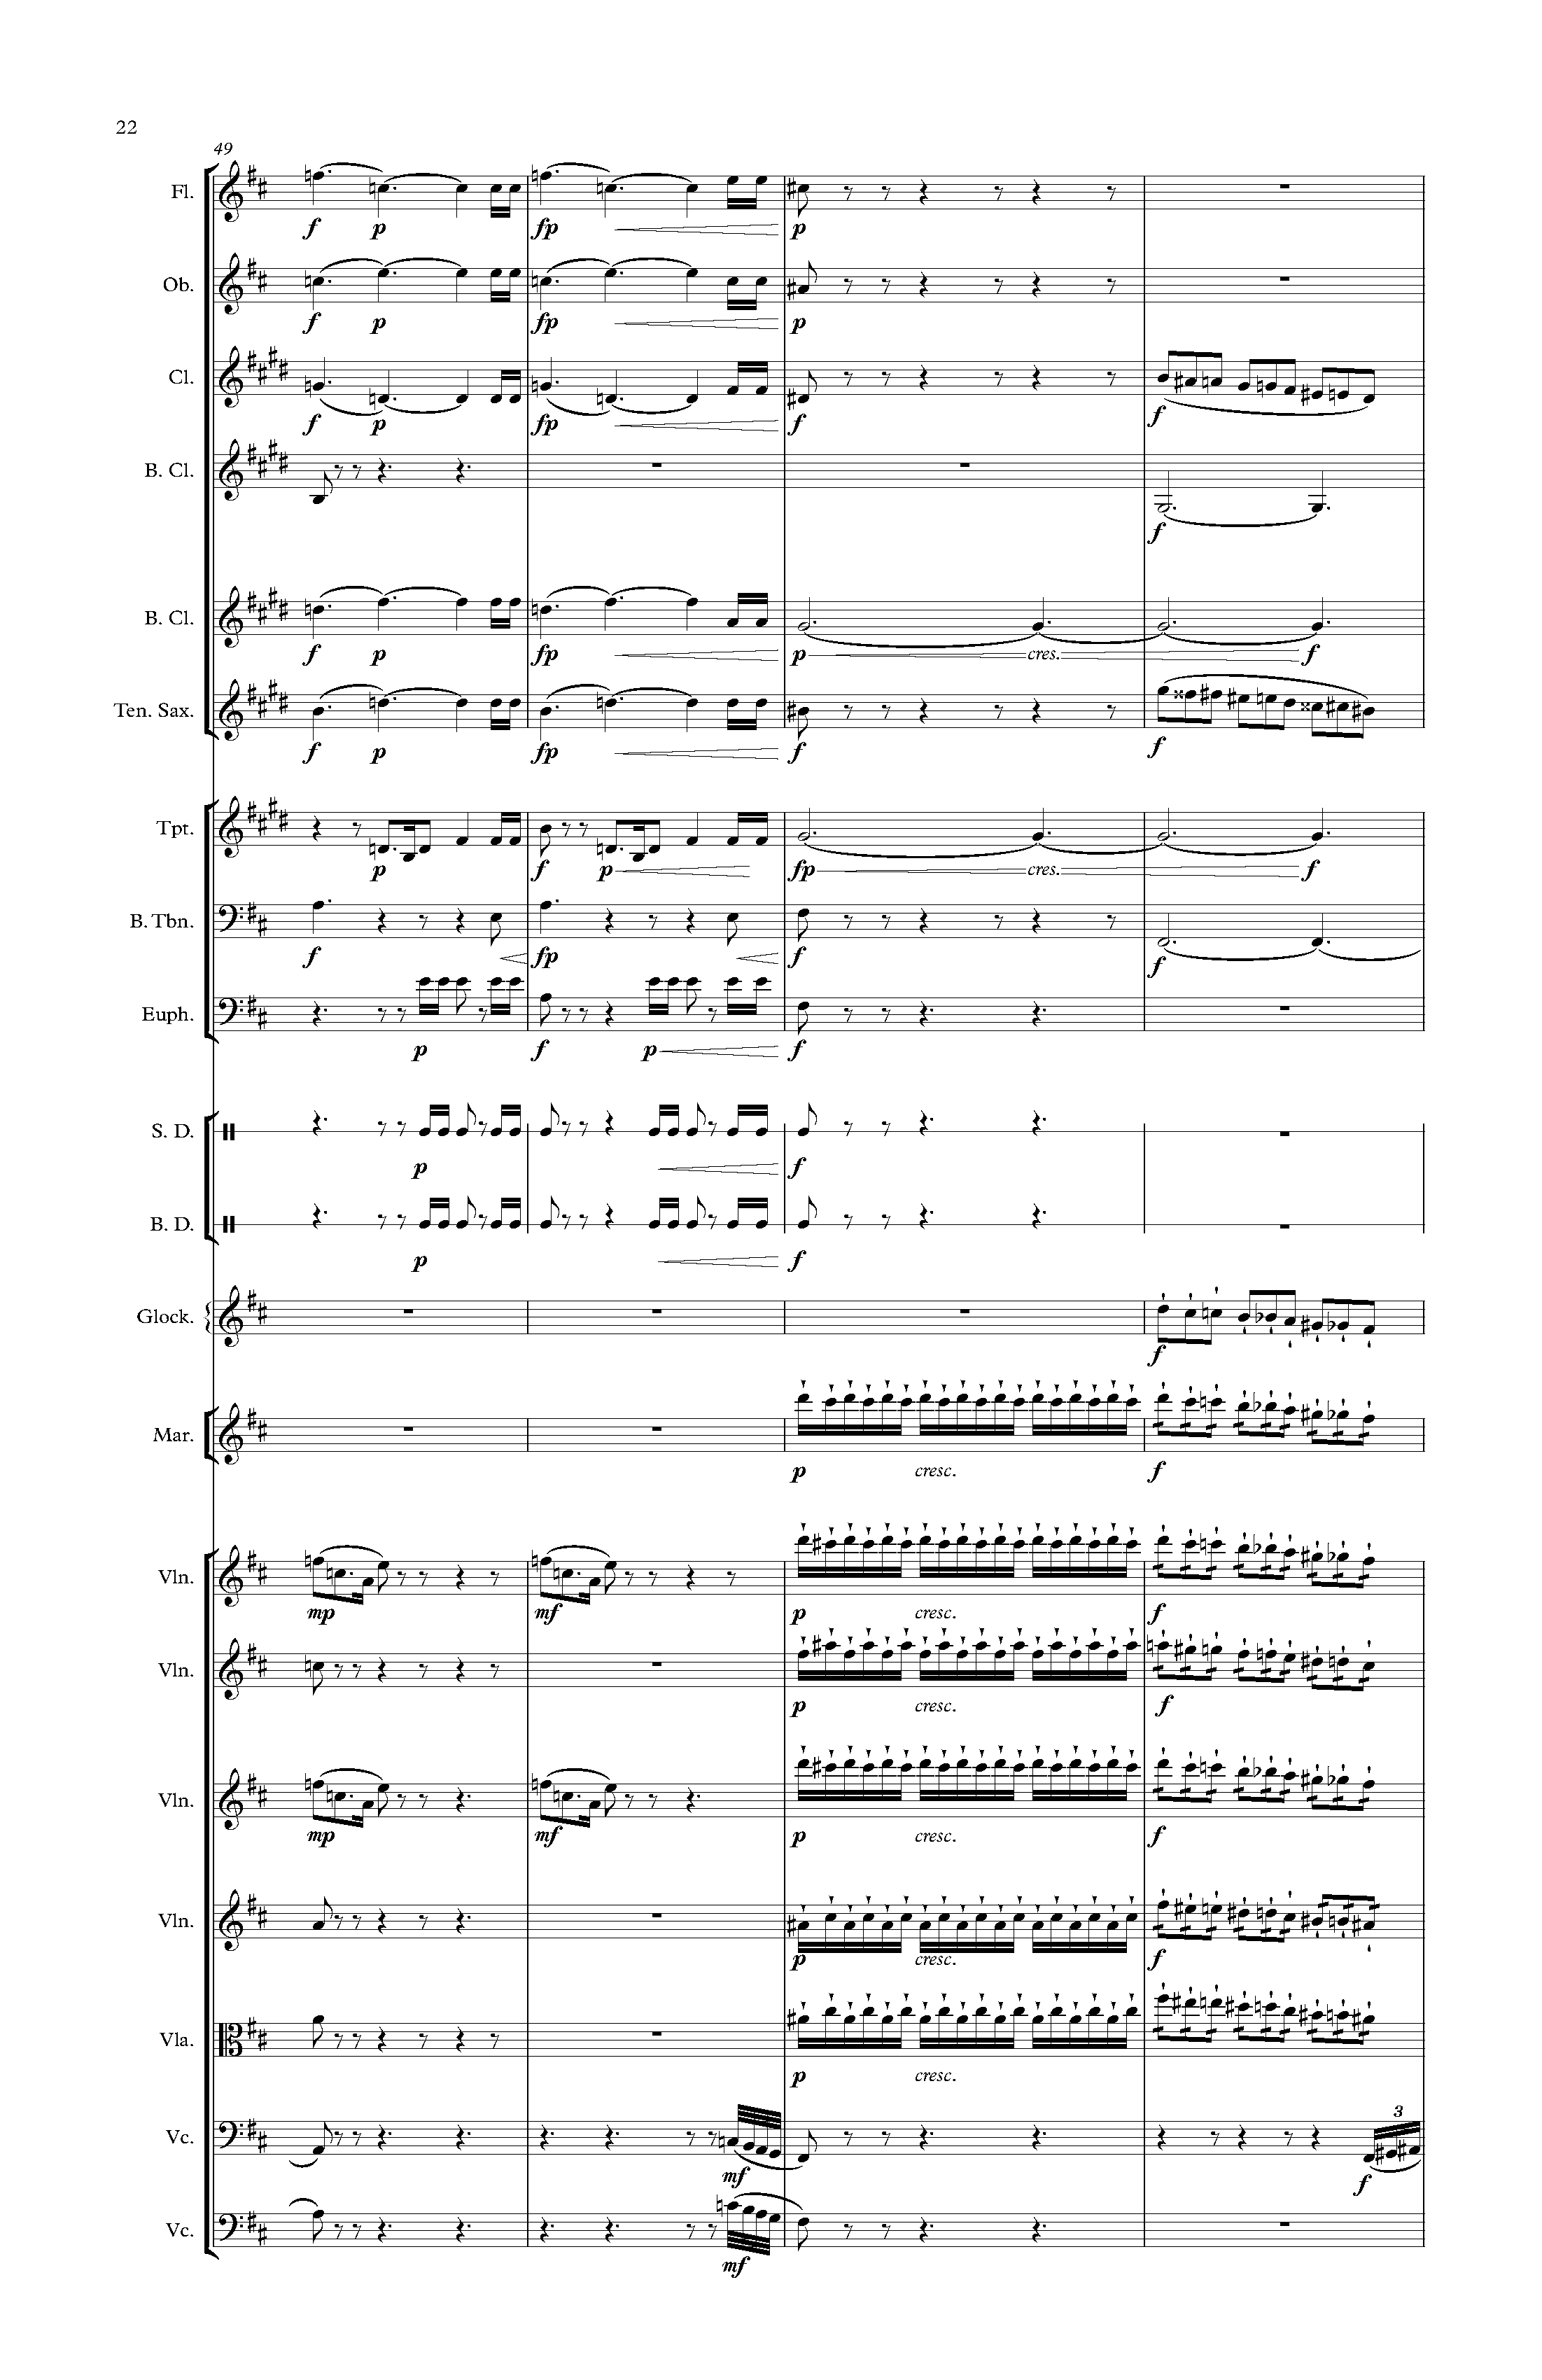 22
49
Fl.
f p fp p
Ob.
f p fp p
Cl.
f p fp f f
B. Cl.
f
B. Cl.
f p fp p cres. f
Ten. Sax.
f p fp f f
Tpt.
p f p fp cres. f
B. Tbn.
f fp f f
Euph.
p f p f
S. D.
p f
B. D.
p f
Glock.
f
Mar.
p cresc. f
Vln.
mp mf p cresc. f
Vln.
p cresc. f
Vln.
mp mf p cresc. f
Vln.
p cresc. f
Vla.
p cresc.
3
Vc.
mf f
Vc.
mf